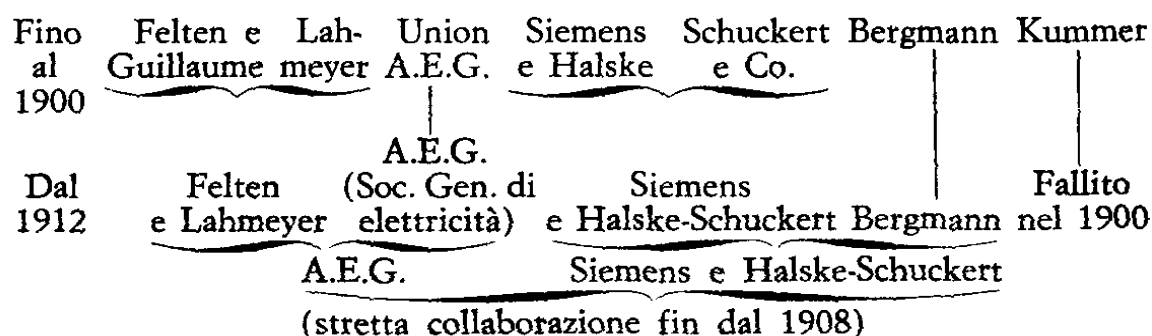 Fino Felten e Lah- Union Siemens Schuckert Bergmann Kummer
al Guillaume meyer A.E.G. e Halske e Co.
1900
A.E.G.
Dal Felten (Soc. Gen. di Siemens Fallito
1912 e Lahmeyer elettricità) e Halske-Schuckert Bergmann nel 1900
A.E.G. Siemens e Halske-Schuckert
(stretta collaborazione fin dal 1908)